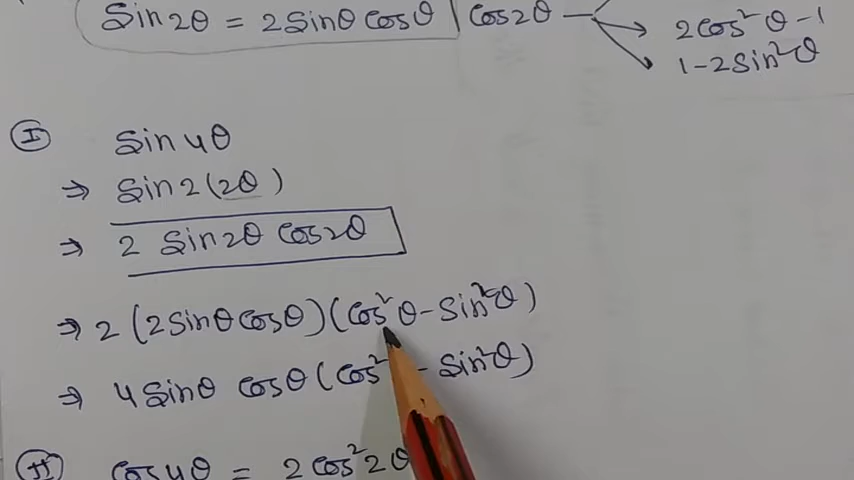 Sin2θ = 2Sinθ Cosθ | Cos2θ → 2Cos²θ-1
→ 1-2Sin²θ
I Sin4θ
⇒ Sin2(2θ)
⇒ 2 Sin2θ Cos2θ
⇒ 2(2Sinθ Cosθ)(Cos²θ-Sin²θ)
⇒ 4Sinθ Cosθ(Cos² - Sin²θ)
II Cos4θ = 2Cos²2θ